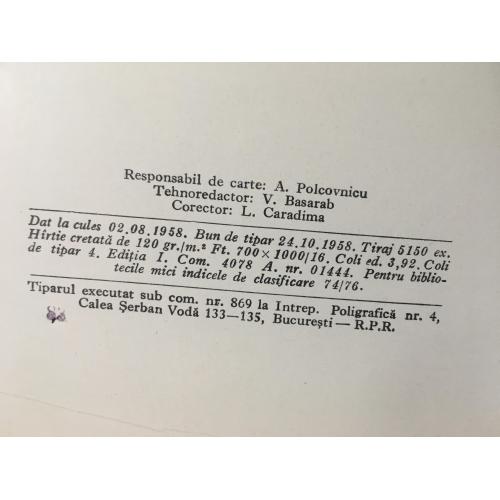 Responsabil de carte: A. Polcovnicu
Tehnoredactor: V. Basarab
Corector: L. Caradima
Dat la cules 02.08.1958. Bun de tipar 24.10.1958. Tiraj 5150 ex.
Hîrtie cretată de 120 gr./m.² Ft. 700×1000/16. Coli ed. 3,92. Coli
de tipar 4. Ediția I. Com. 4078 A. nr. 01444. Pentru biblio-
tecile mici indicele de clasificare 74/76.
Tiparul executat sub com. nr. 869 la Intrep. Poligrafică nr. 4,
Calea Șerban Vodă 133—135, București — R.P.R.